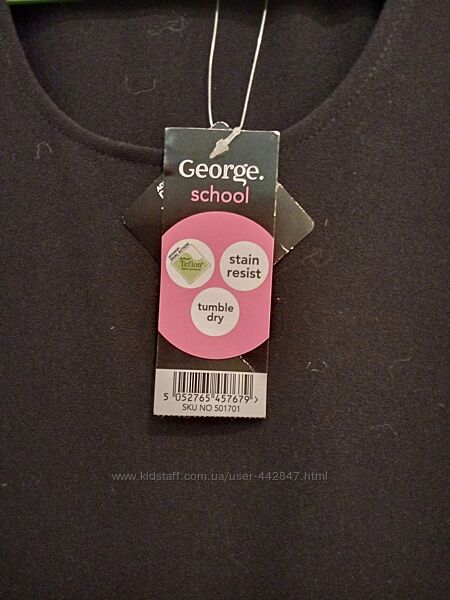 George.
school
Teflon
stain
resist
tumble
dry
5 052765 457679 >
SKU NO 501701
www.kidstaff.com.ua/user-442847.html